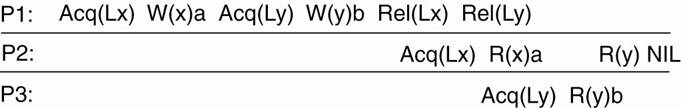 P1: Acq(Lx) W(x)a Acq(Ly) W(y)b Rel(Lx) Rel(Ly)
P2: Acq(Lx) R(x)a R(y) NIL
P3: Acq(Ly) R(y)b